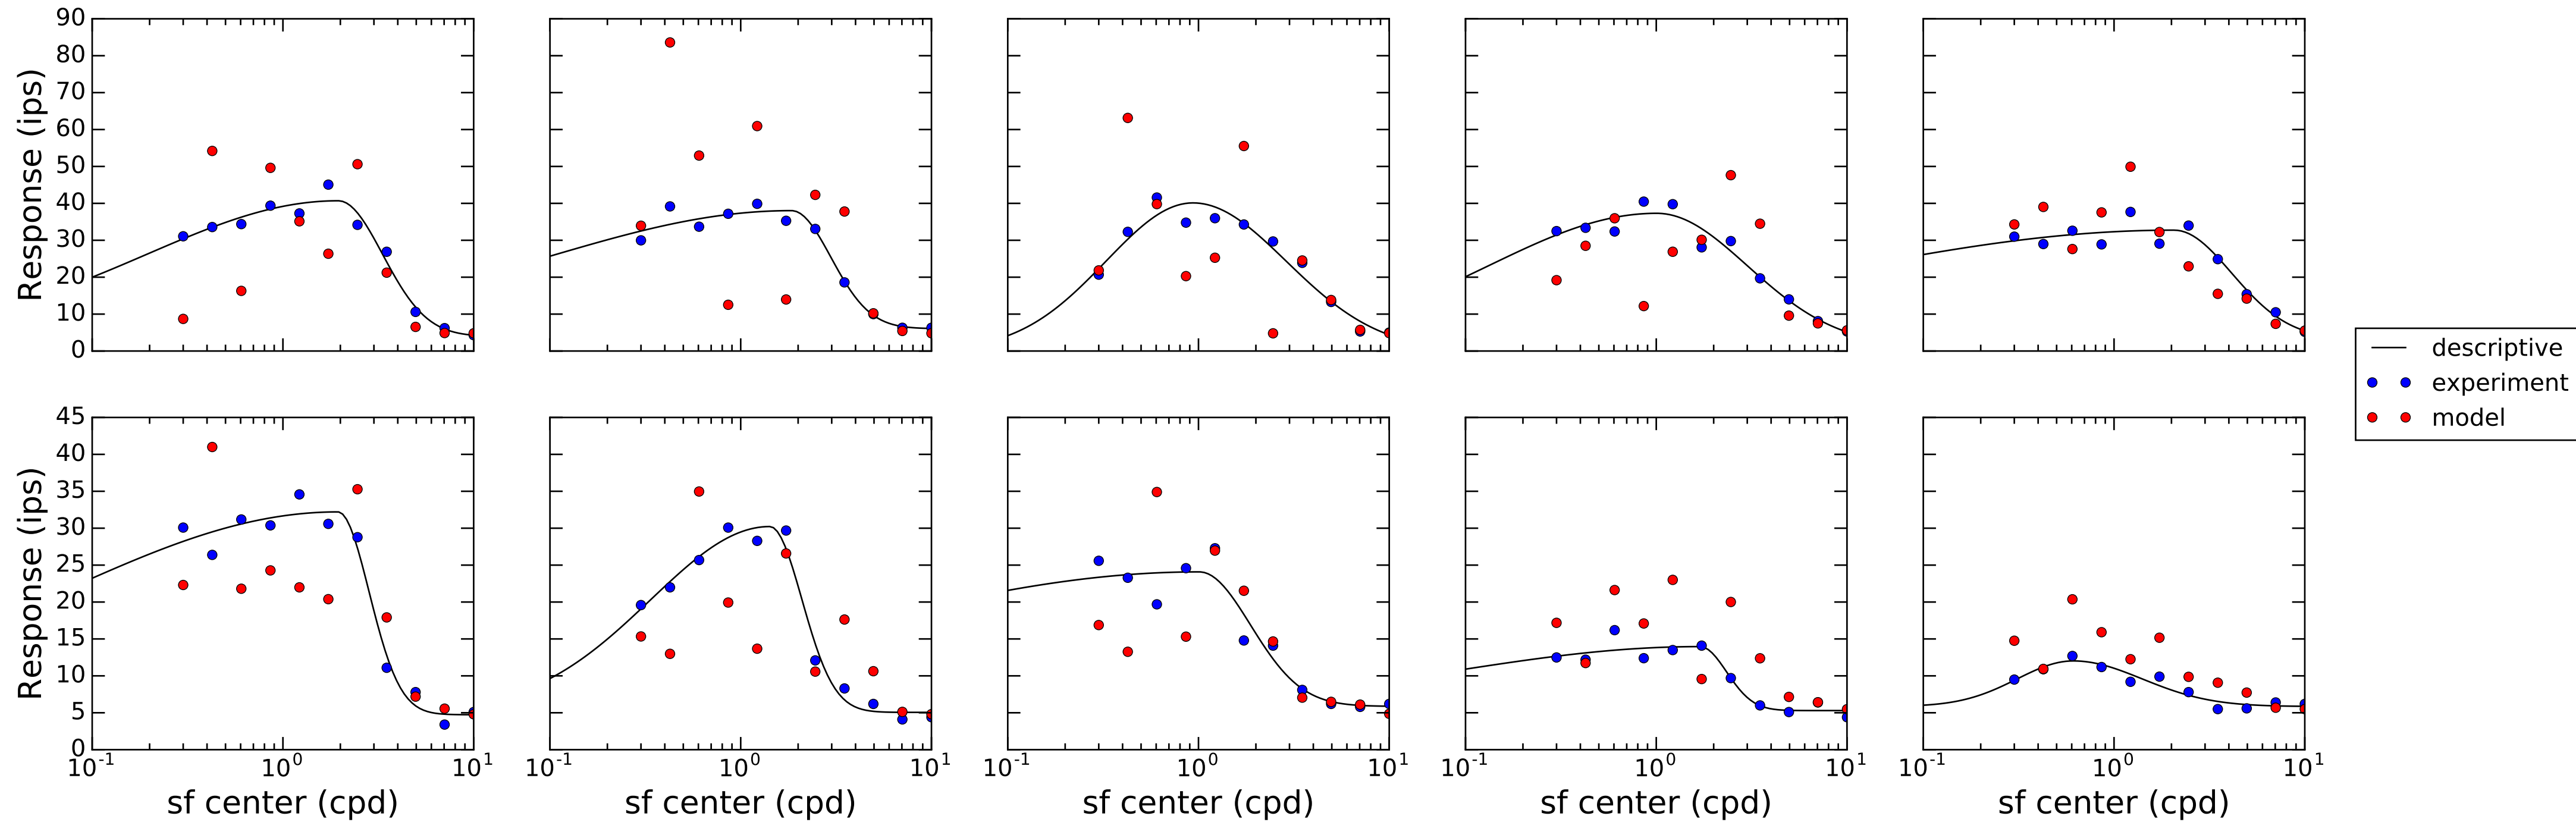 Response (ips)
90
80
70
60
50
40
30
20
10
0
descriptive
experiment
model
Response (ips)
45
40
35
30
25
20
15
10
5
0
10⁻¹ 10⁰ 10¹ 10⁻¹ 10⁰ 10¹ 10⁻¹ 10⁰ 10¹ 10⁻¹ 10⁰ 10¹ 10⁻¹ 10⁰ 10¹
sf center (cpd) sf center (cpd) sf center (cpd) sf center (cpd) sf center (cpd)